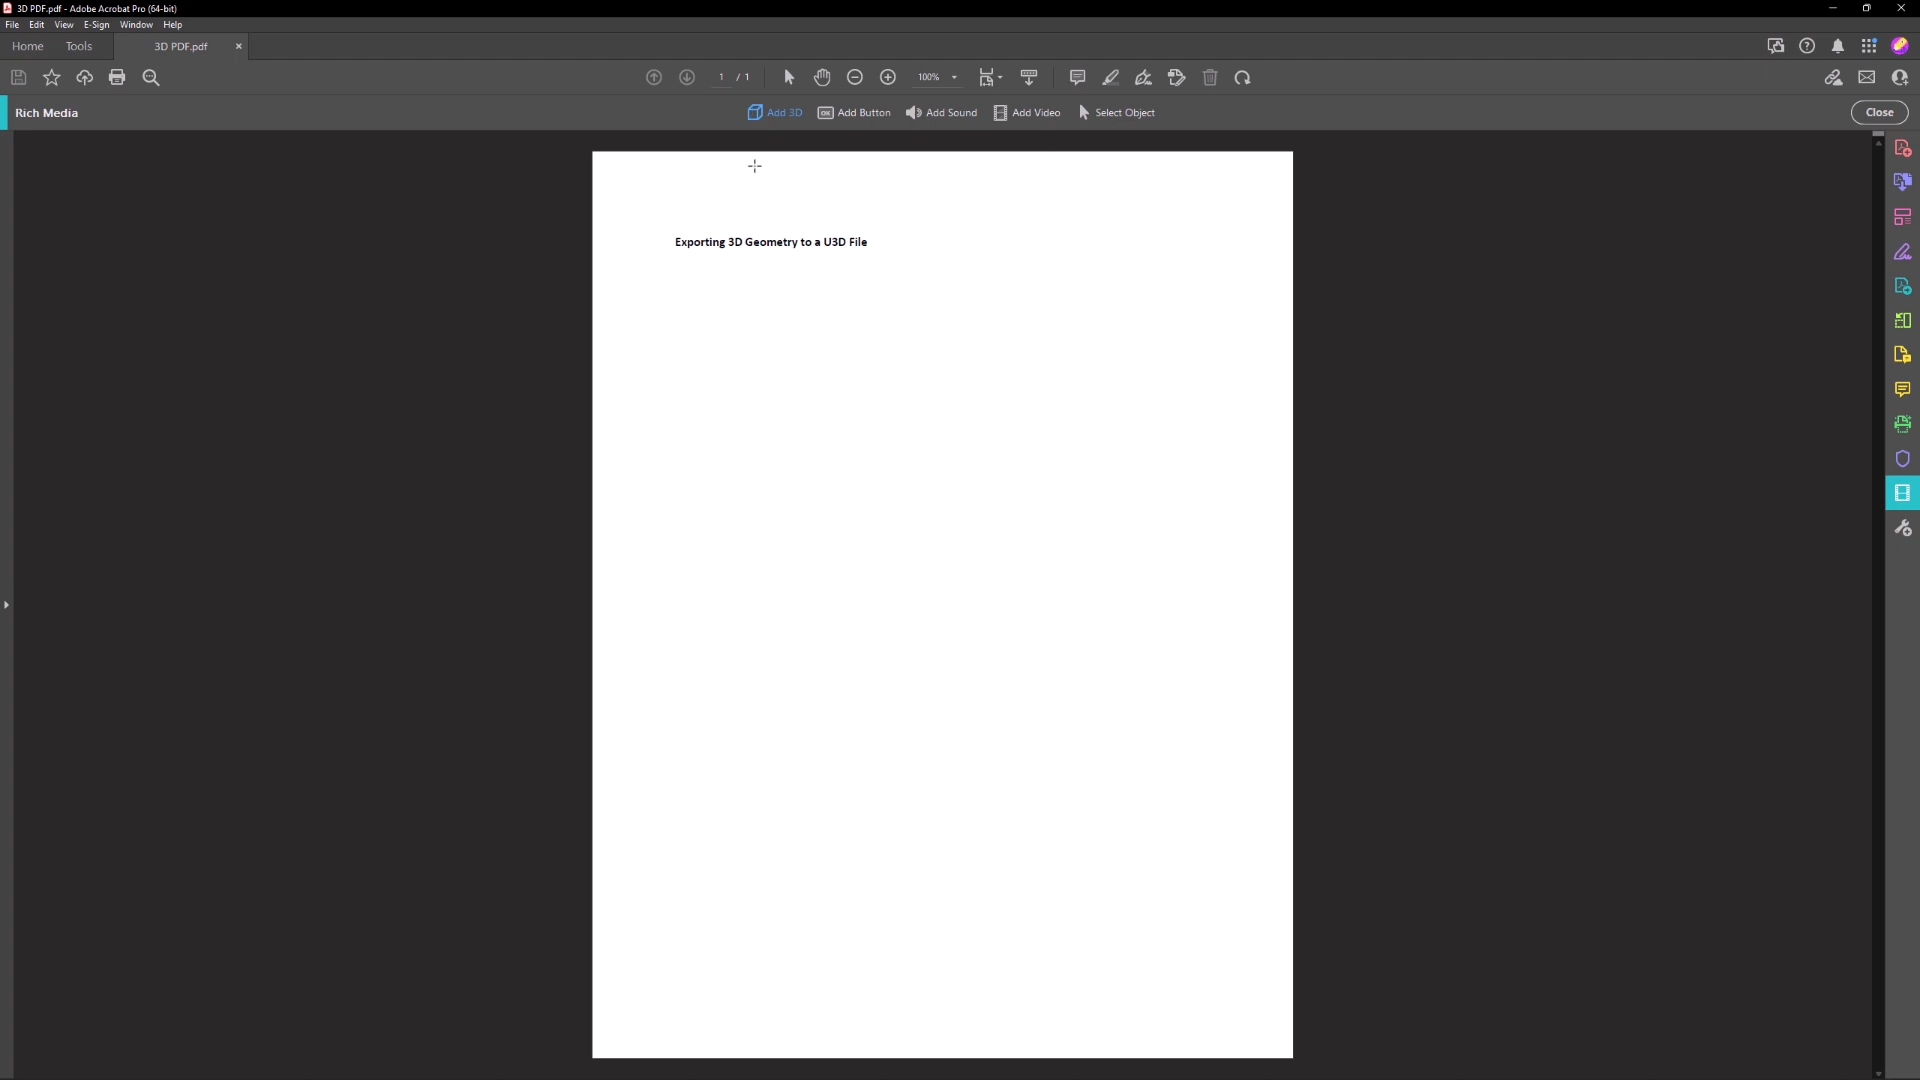 3D PDF.pdf - Adobe Acrobat Pro (64-bit)
File Edit View E-Sign Window Help
Home Tools 3D PDF.pdf
1 / 1 100%
Rich Media Add 3D OK Add Button Add Sound Add Video Select Object Close
Exporting 3D Geometry to a U3D File